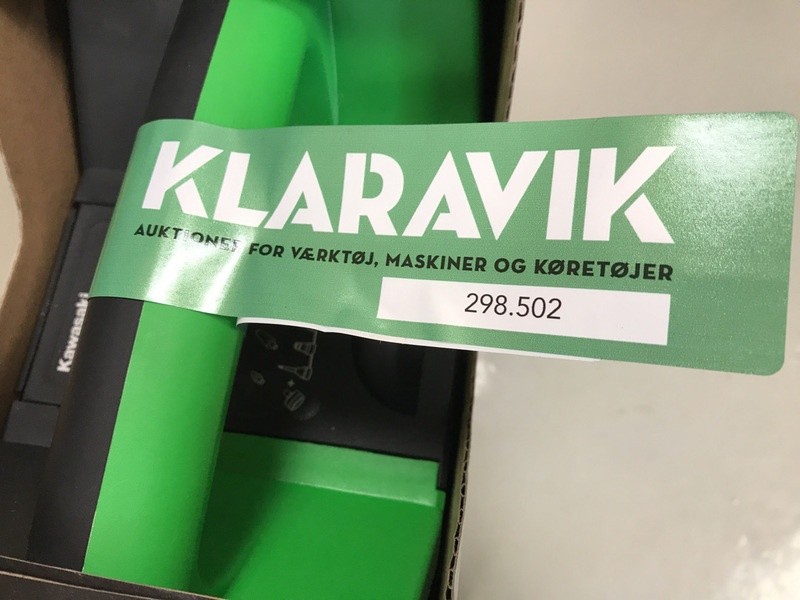 KLARAVIK
AUKTIONER FOR VÆRKTØJ, MASKINER OG KØRETØJER
298.502
Kawasaki